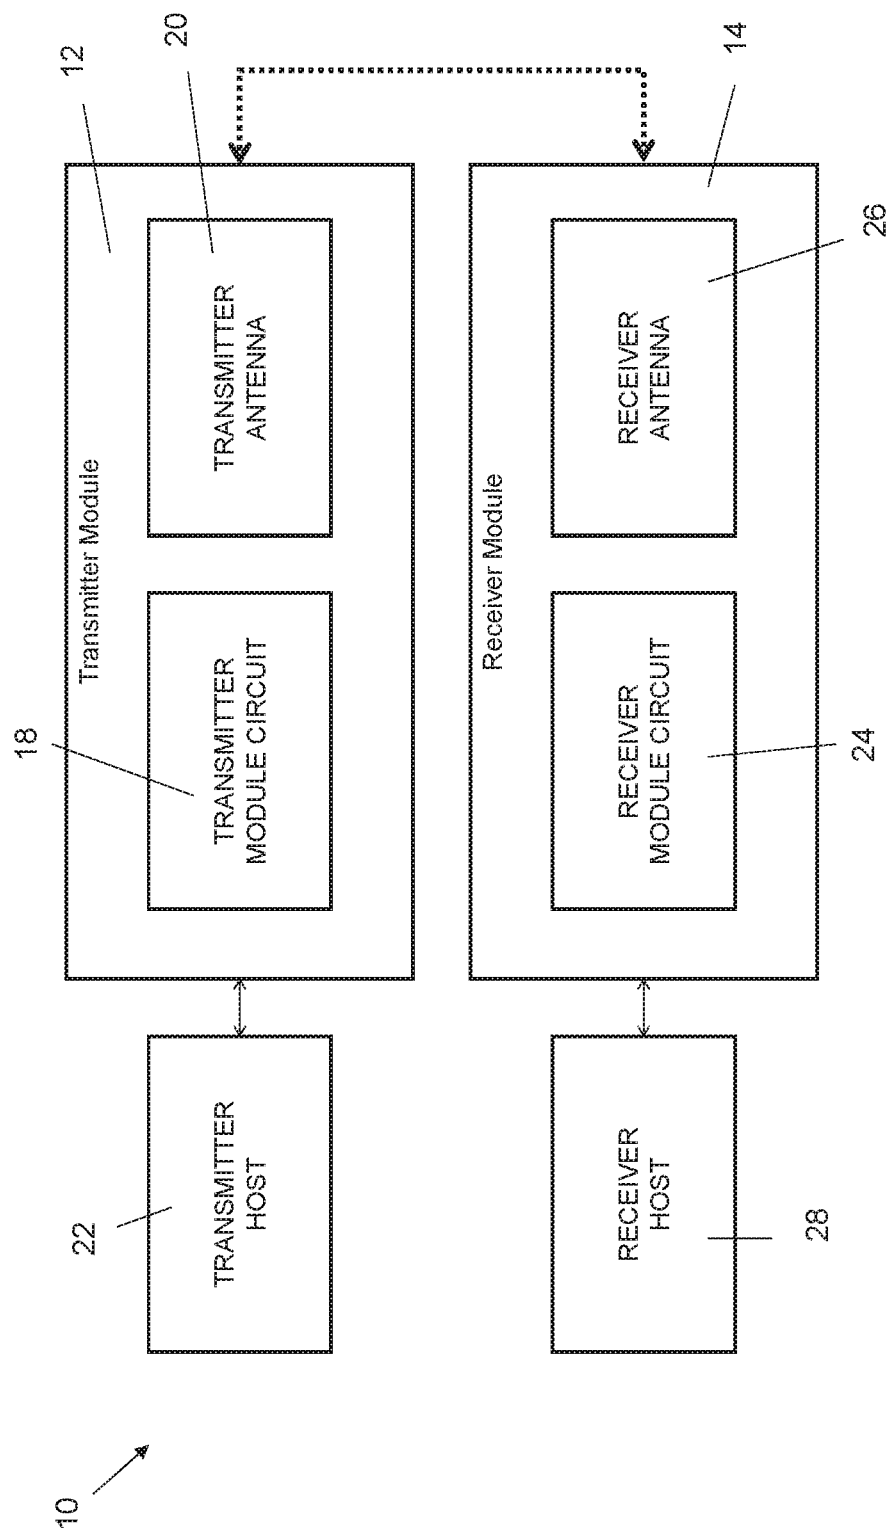 10
22
TRANSMITTER
HOST
18
Transmitter Module
TRANSMITTER
MODULE CIRCUIT
12
20
TRANSMITTER
ANTENNA
RECEIVER
HOST
28
Receiver Module
RECEIVER
MODULE CIRCUIT
24
RECEIVER
ANTENNA
14
26